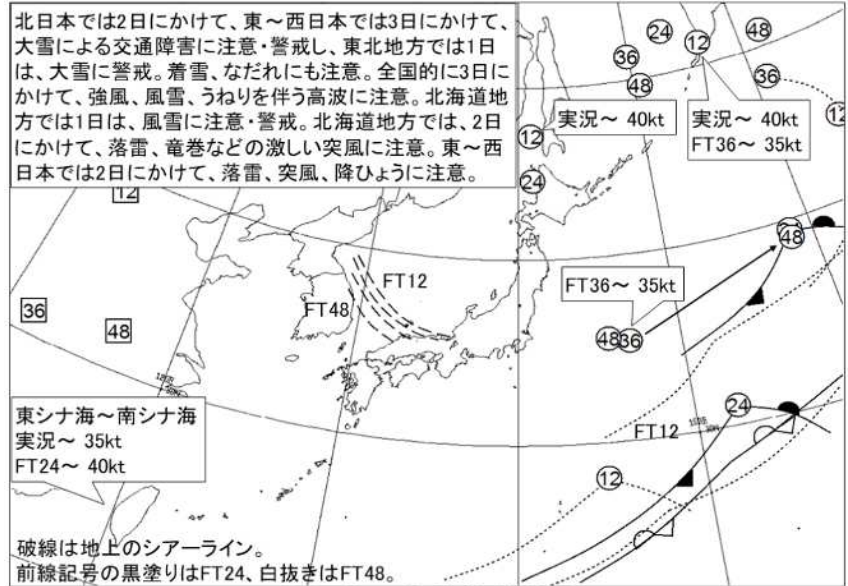 北日本では2日にかけて、東～西日本では3日にかけて、
大雪による交通障害に注意・警戒し、東北地方では1日
は、大雪に警戒。着雪、なだれにも注意。全国的に3日に
かけて、強風、風雪、うねりを伴う高波に注意。北海道地
方では1日は、風雪に注意・警戒。北海道地方では、2日
にかけて、落雷、竜巻などの激しい突風に注意。東～西
日本では2日にかけて、落雷、突風、降ひょうに注意。
24
48
12
36
36
48
12
実況～ 40kt
実況～ 40kt
FT36～ 35kt
12
24
12
48
FT12
FT36～ 35kt
36
FT48
48
48
36
東シナ海～南シナ海
実況～ 35kt
FT24～ 40kt
24
FT12
12
破線は地上のシアーライン。
前線記号の黒塗りはFT24、白抜きはFT48。